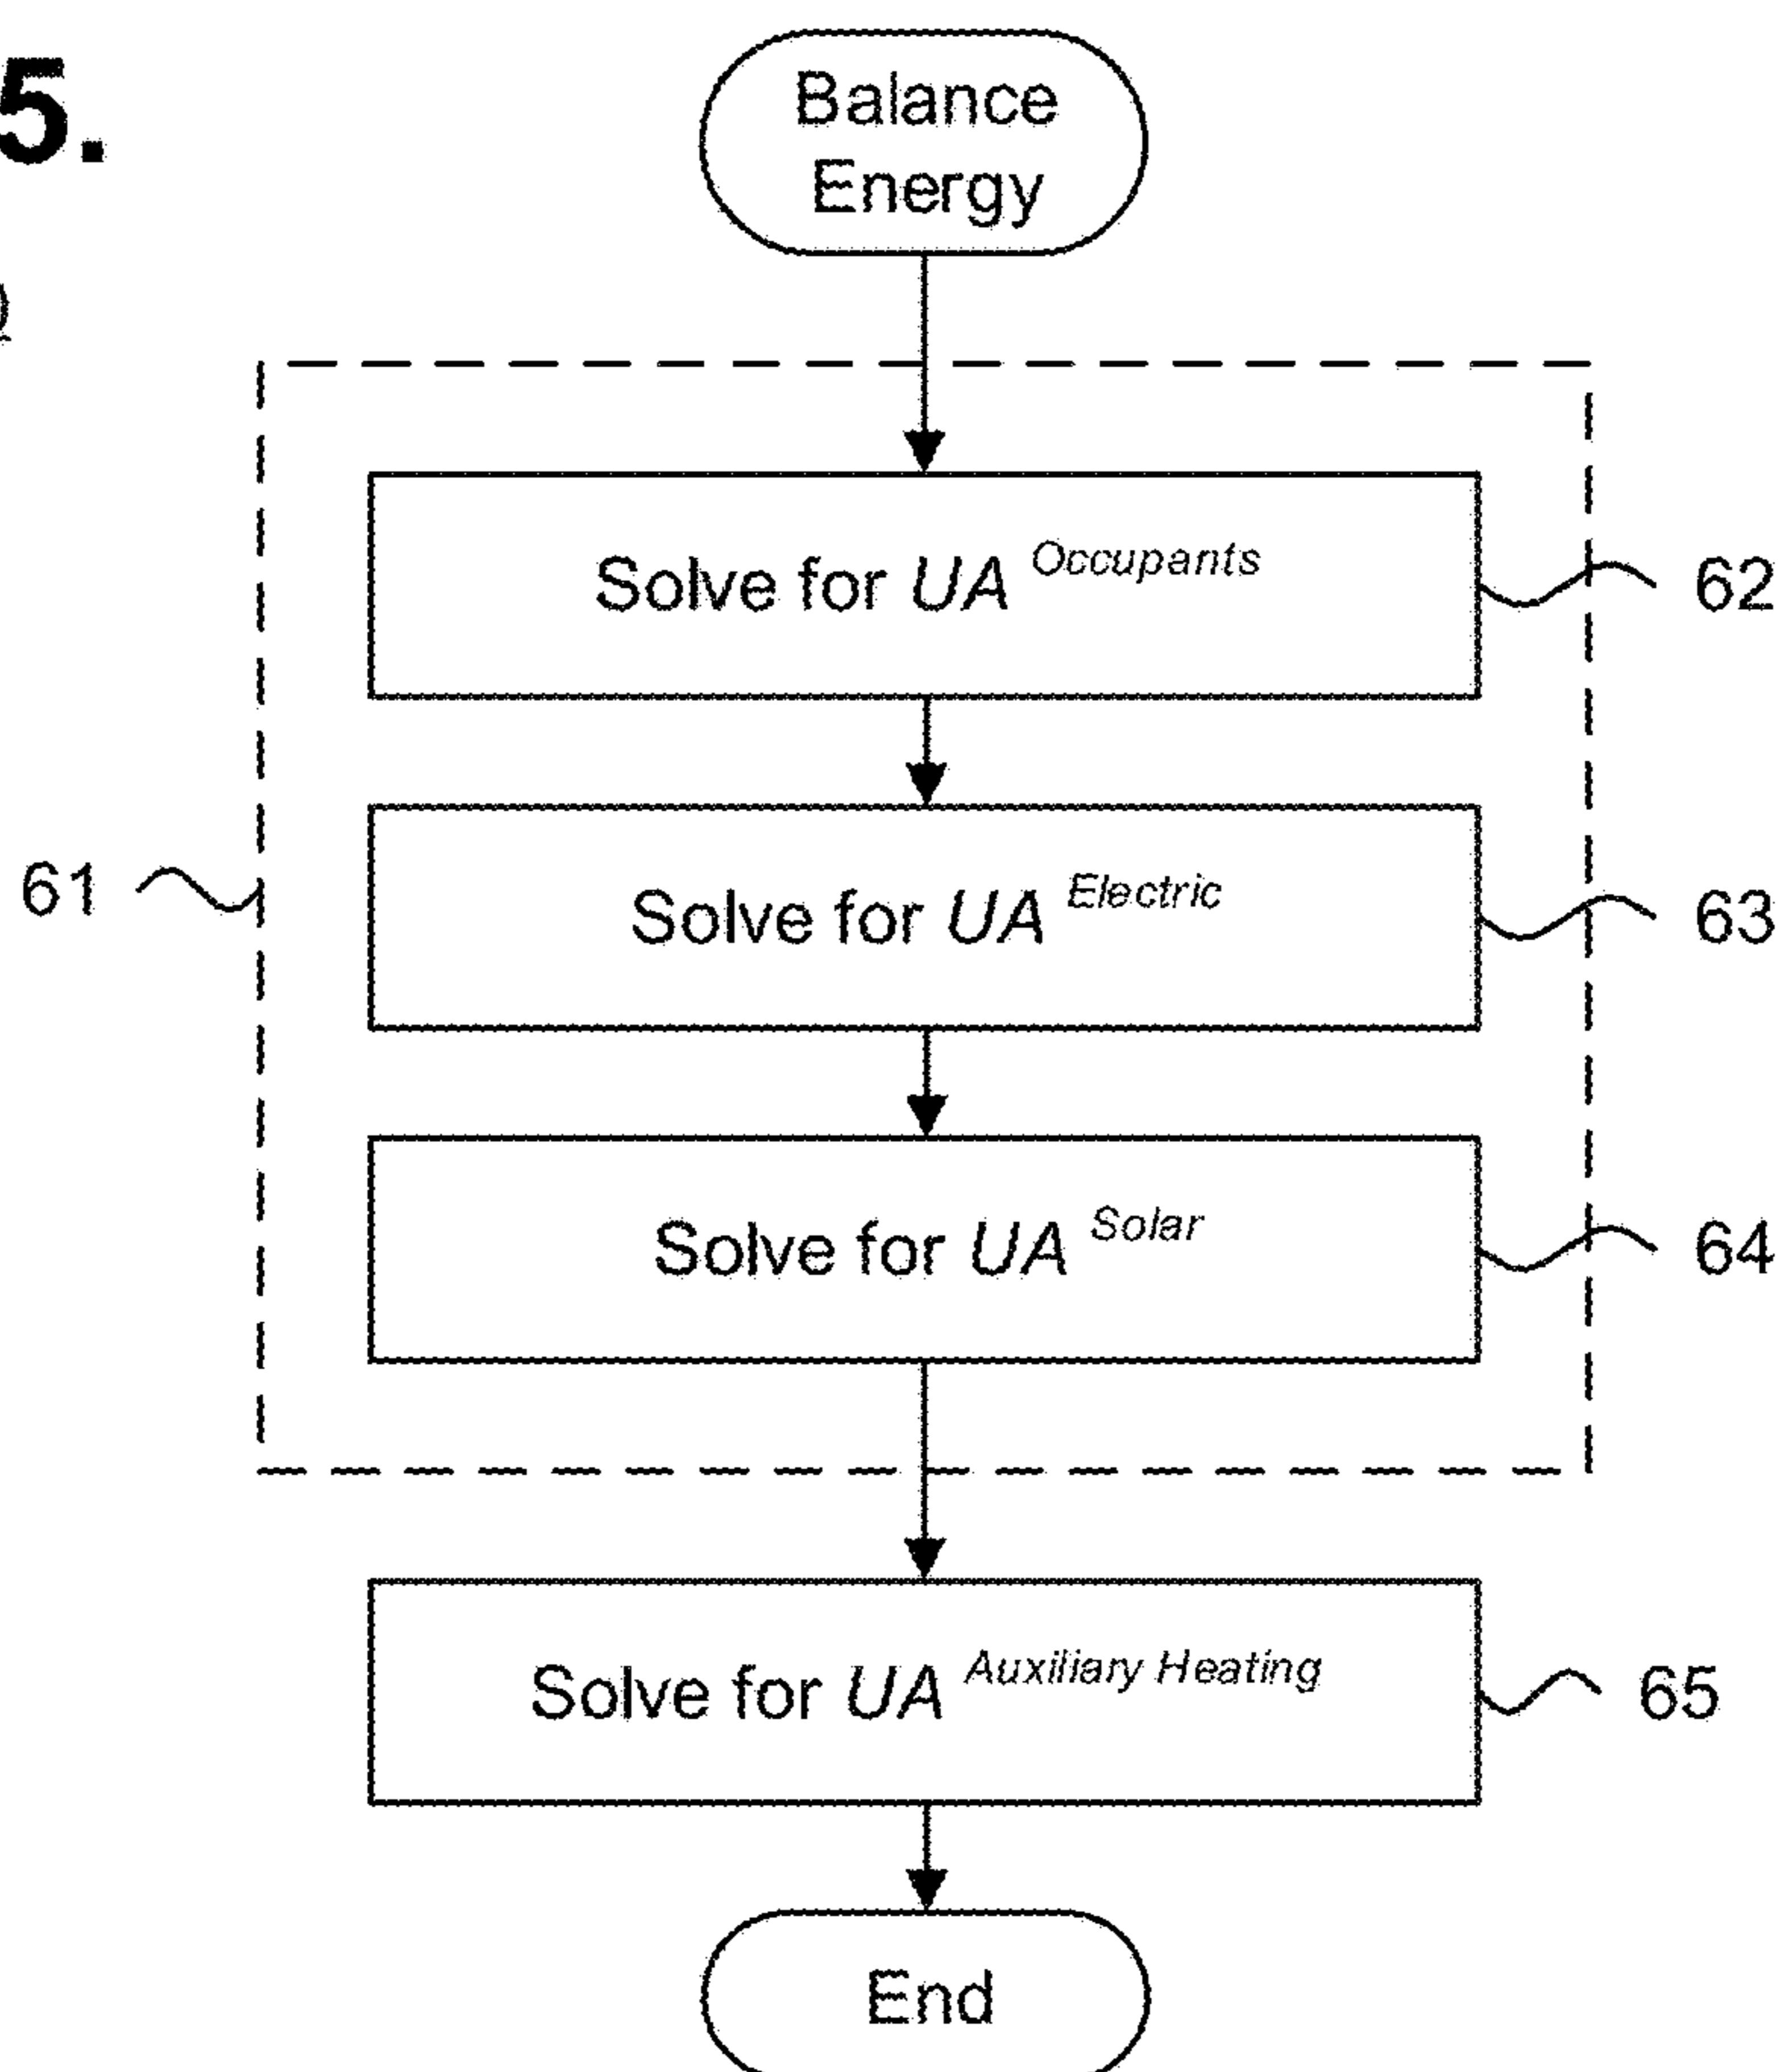 5.
Balance
Energy
Solve for UA Occupants
62
Solve for UA Electric
61
63
Solve for UA Solar
64
Solve for UA Auxiliary Heating
65
End